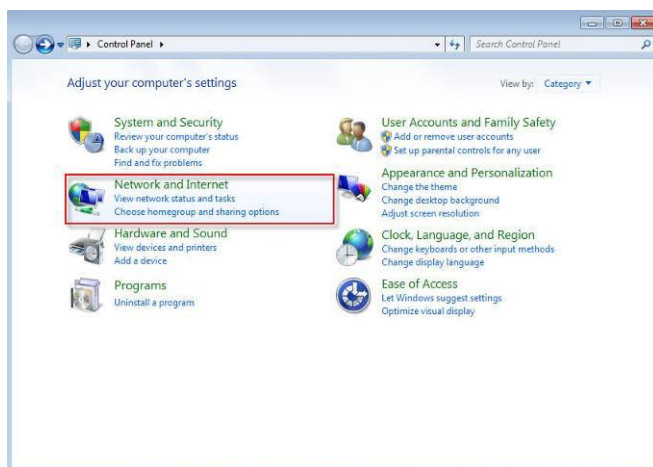 Control Panel
Search Control Panel
Adjust your computer's settings
View by: Category
System and Security
Review your computer's status
Back up your computer
Find and fix problems
Network and Internet
View network status and tasks
Choose homegroup and sharing options
Hardware and Sound
View devices and printers
Add a device
Programs
Uninstall a program
User Accounts and Family Safety
Add or remove user accounts
Set up parental controls for any user
Appearance and Personalization
Change the theme
Change desktop background
Adjust screen resolution
Clock, Language, and Region
Change keyboards or other input methods
Change display language
Ease of Access
Let Windows suggest settings
Optimize visual display